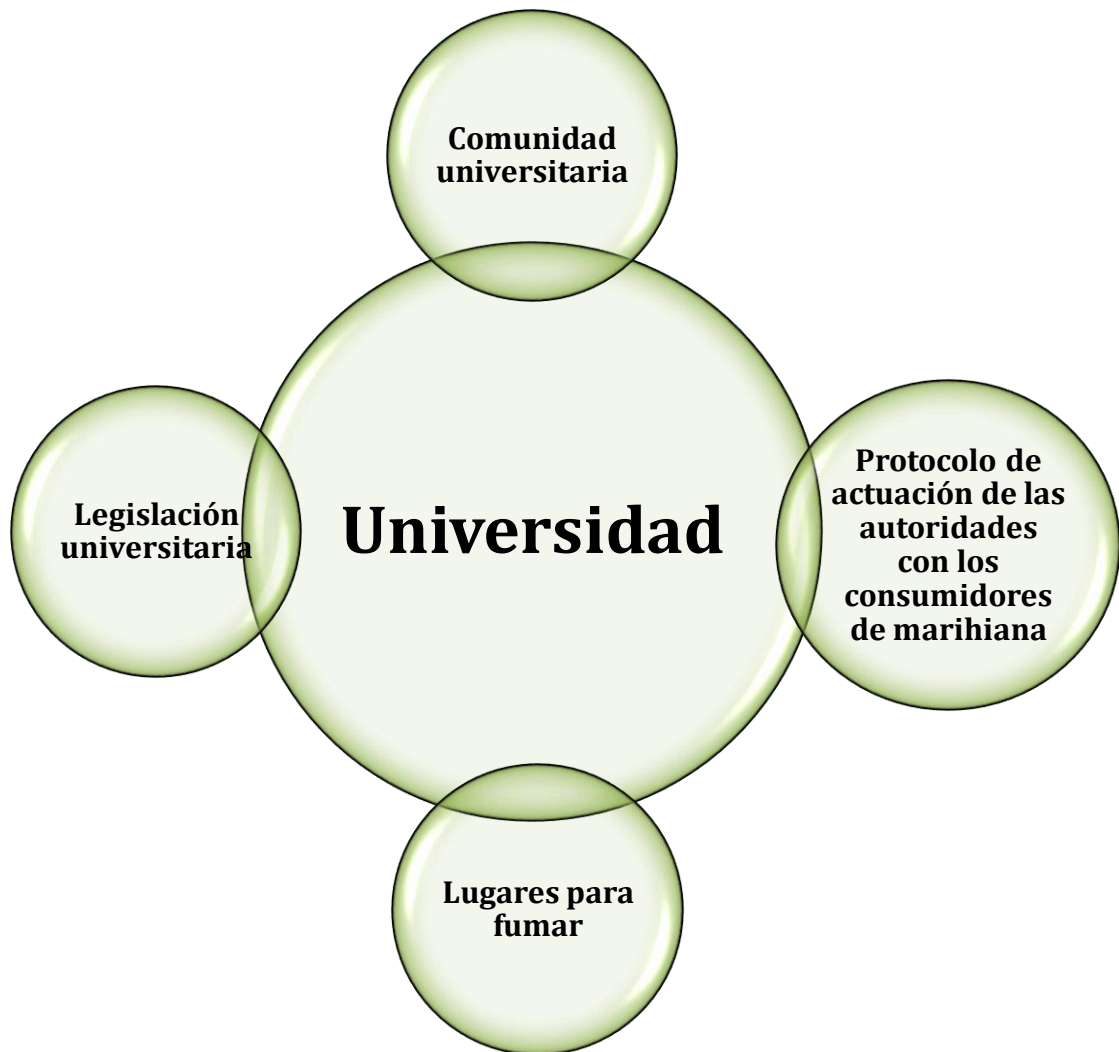 Comunidad
universitaria
Legislación
universitaria
Universidad
Protocolo de
actuación de las
autoridades
con los
consumidores
de marihiana
Lugares para
fumar